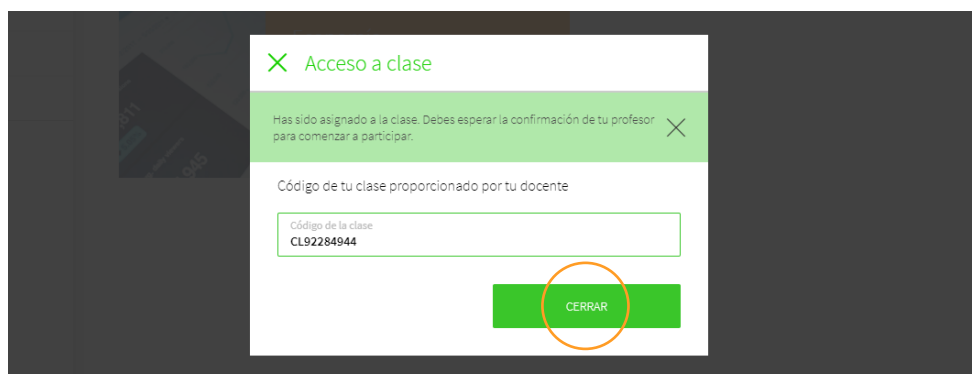 Acceso a clase
Has sido asignado a la clase. Debes esperar la confirmación de tu profesor
para comenzar a participar.
Código de tu clase proporcionado por tu docente
Código de la clase
CL92284944
CERRAR